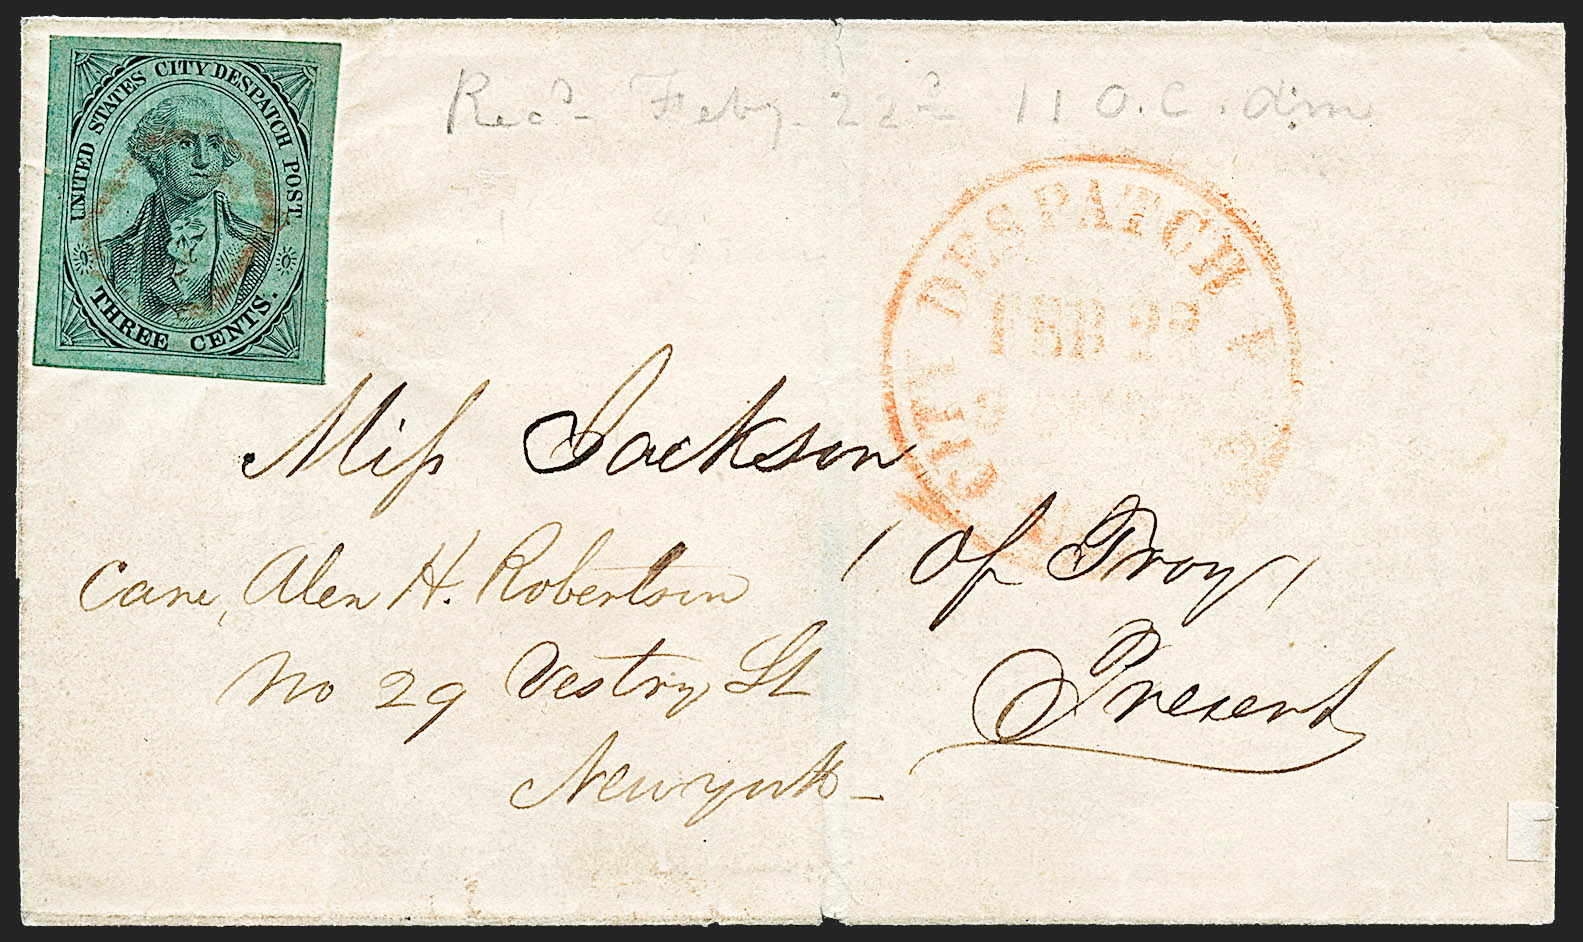 UNITED STATES CITY DESPATCH POST
THREE CENTS.
Recd. Feby. 22d 11 O.C.
CITY DESPATCH P
FEB 22
Miss Jackson
(of Troy)
Present
Care, Alex H. Robertson
No 29 Vestry St
Newyork